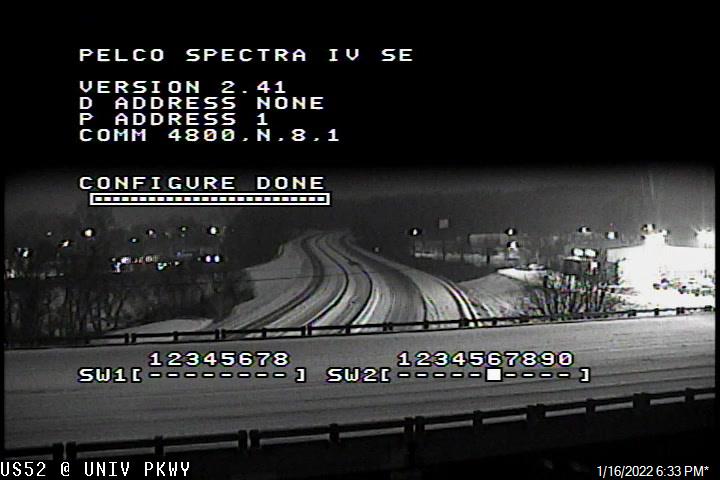 PELCO SPECTRA IV SE
VERSION 2.41
D ADDRESS NONE
P ADDRESS 1
COMM 4800,N,8,1
CONFIGURE DONE
12345678 1234567890
SW1[--------] SW2[-----■----]
US52 @ UNIV PKWY
1/16/2022 6:33 PM*